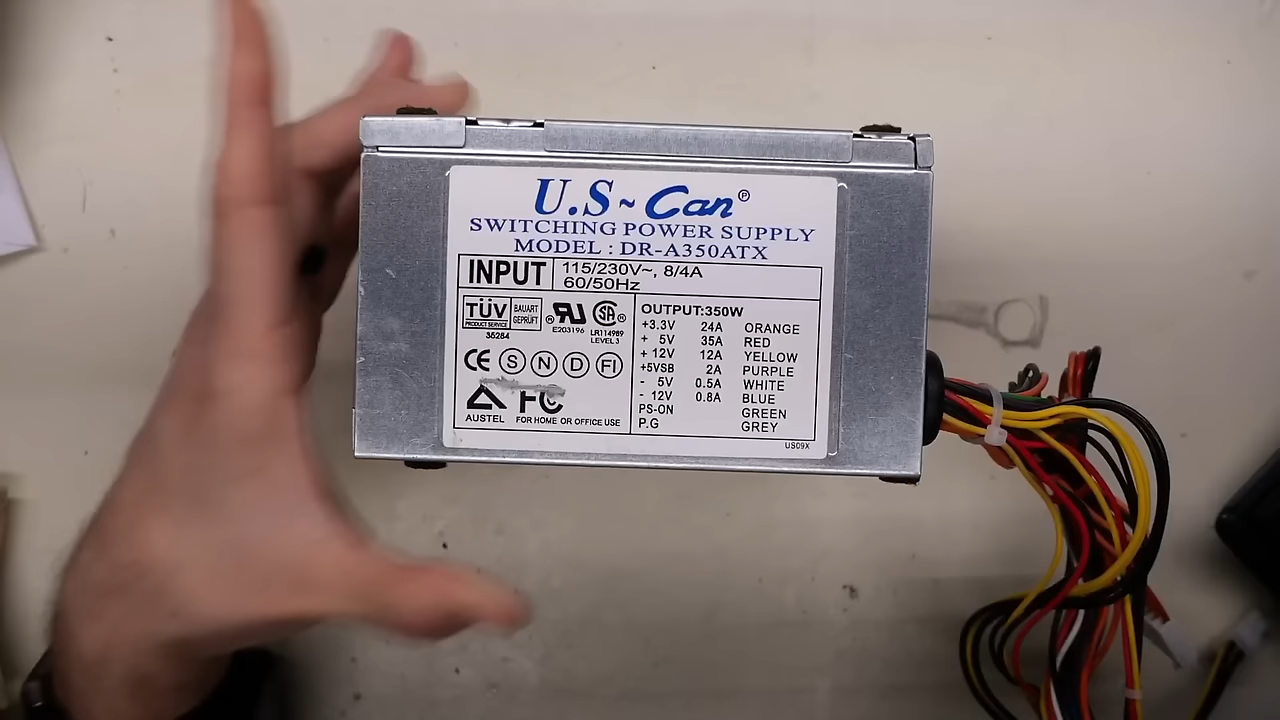 U.S~Can®
SWITCHING POWER SUPPLY
MODEL : DR-A350ATX
INPUT 115/230V~, 8/4A
60/50Hz
TÜV
PRODUCT SERVICE
BAUART
GEPRÜFT
35284
E203196
LR114989
LEVEL 3
CE S N D FI
AUSTEL
FC
FOR HOME OR OFFICE USE
OUTPUT:350W
+3.3V 24A ORANGE
+ 5V 35A RED
+ 12V 12A YELLOW
+5VSB 2A PURPLE
- 5V 0.5A WHITE
- 12V 0.8A BLUE
PS-ON GREEN
P.G GREY
US09X